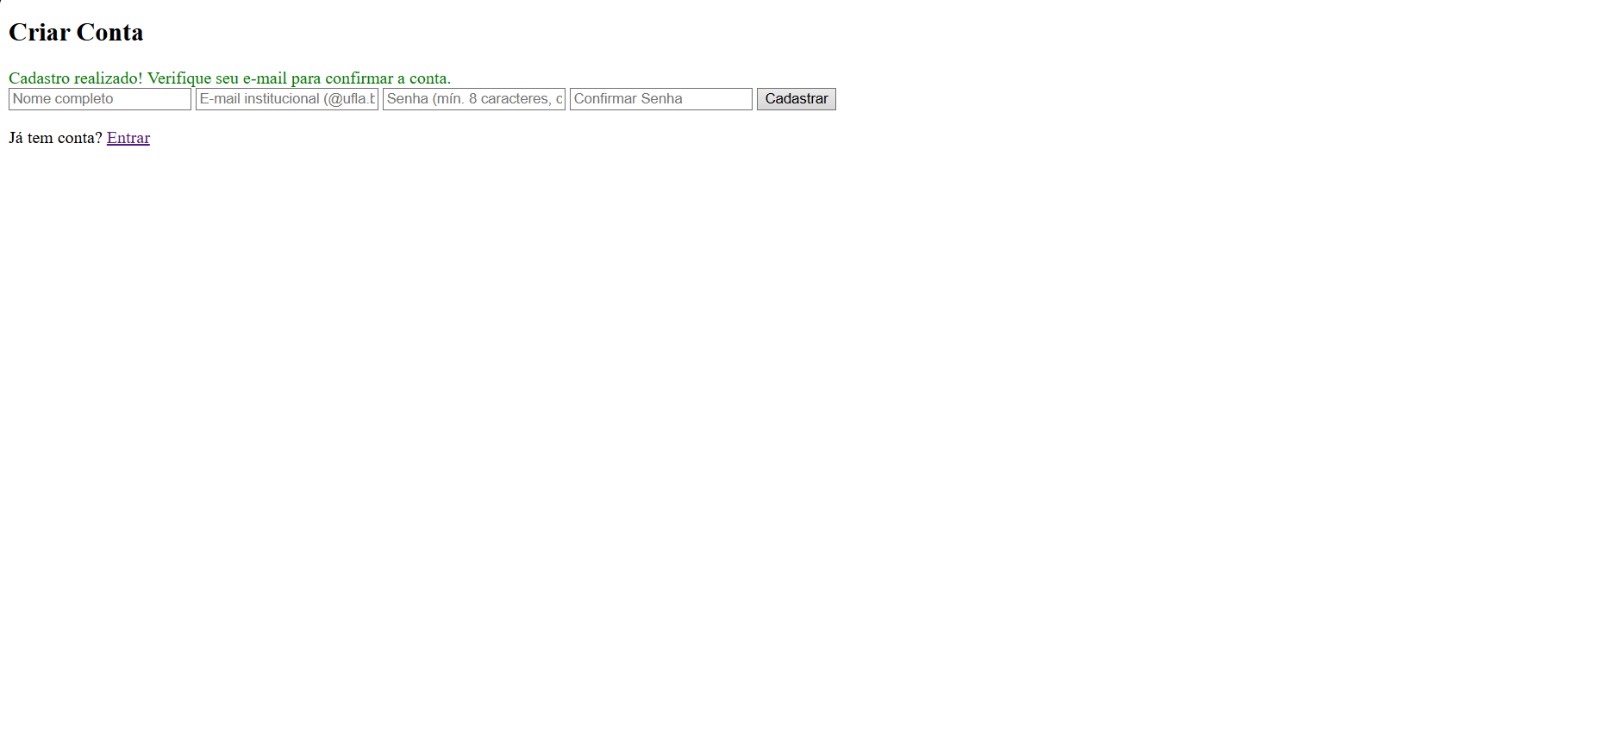 Criar Conta
Cadastro realizado! Verifique seu e-mail para confirmar a conta.
Nome completo E-mail institucional (@ufla.b Senha (mín. 8 caracteres, c Confirmar Senha Cadastrar
Já tem conta? Entrar